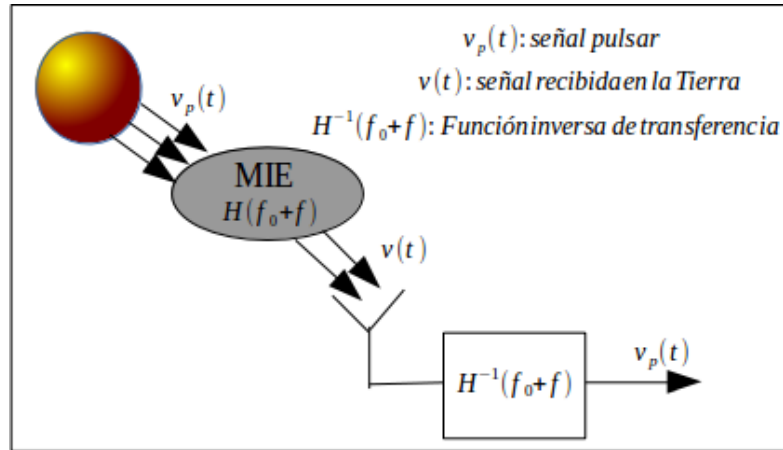 v_p(t): señal pulsar
v(t): señal recibida en la Tierra
H^{-1}(f_0+f): Función inversa de transferencia
v_p(t)
MIE
H(f_0+f)
v(t)
H^{-1}(f_0+f)
v_p(t)